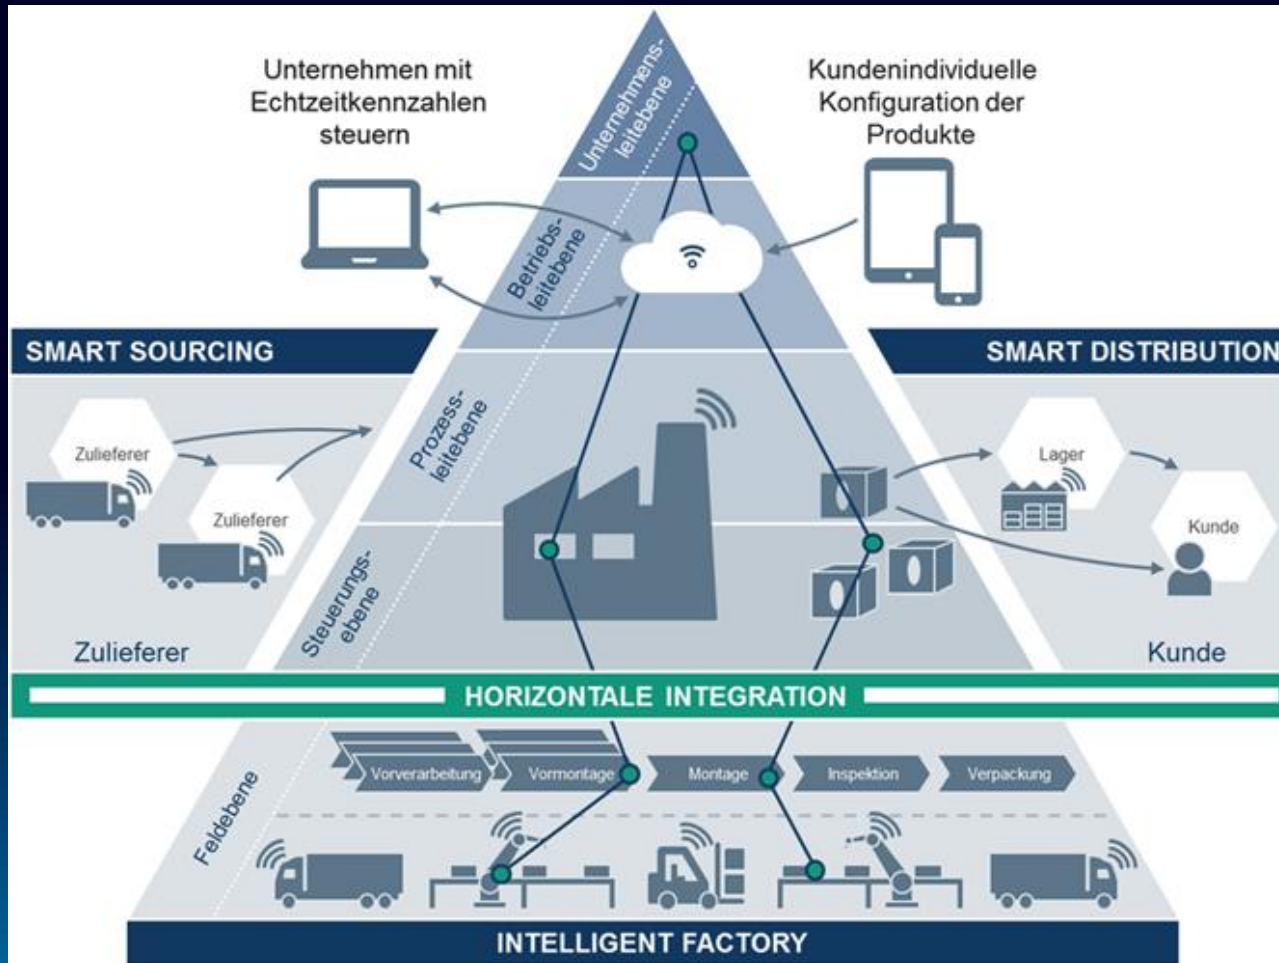 Unternehmen mit
Echtzeitkennzahlen
steuern
Kundenindividuelle
Konfiguration der
Produkte
Unternehmens-
leitebene
Betriebs-
leitebene
SMART SOURCING
SMART DISTRIBUTION
Prozess-
leitebene
Zulieferer
Zulieferer
Lager
Kunde
Steuerungs-
ebene
Zulieferer
Kunde
HORIZONTALE INTEGRATION
Feldebene
Vorverarbeitung
Vormontage
Montage
Inspektion
Verpackung
INTELLIGENT FACTORY